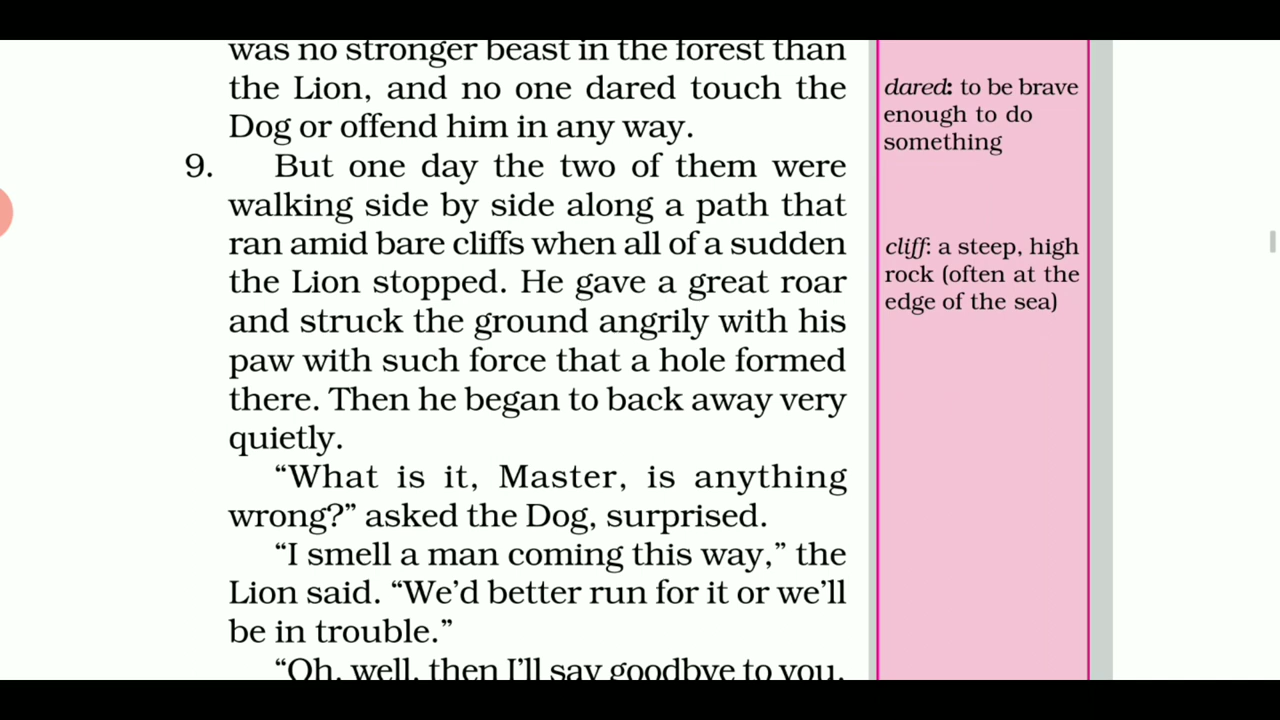 was no stronger beast in the forest than
the Lion, and no one dared touch the
Dog or offend him in any way.
9. But one day the two of them were
walking side by side along a path that
ran amid bare cliffs when all of a sudden
the Lion stopped. He gave a great roar
and struck the ground angrily with his
paw with such force that a hole formed
there. Then he began to back away very
quietly.
“What is it, Master, is anything
wrong?” asked the Dog, surprised.
“I smell a man coming this way,” the
Lion said. “We’d better run for it or we’ll
be in trouble.”
“Oh, well, then I’ll say goodbye to you,
dared: to be brave
enough to do
something
cliff: a steep, high
rock (often at the
edge of the sea)